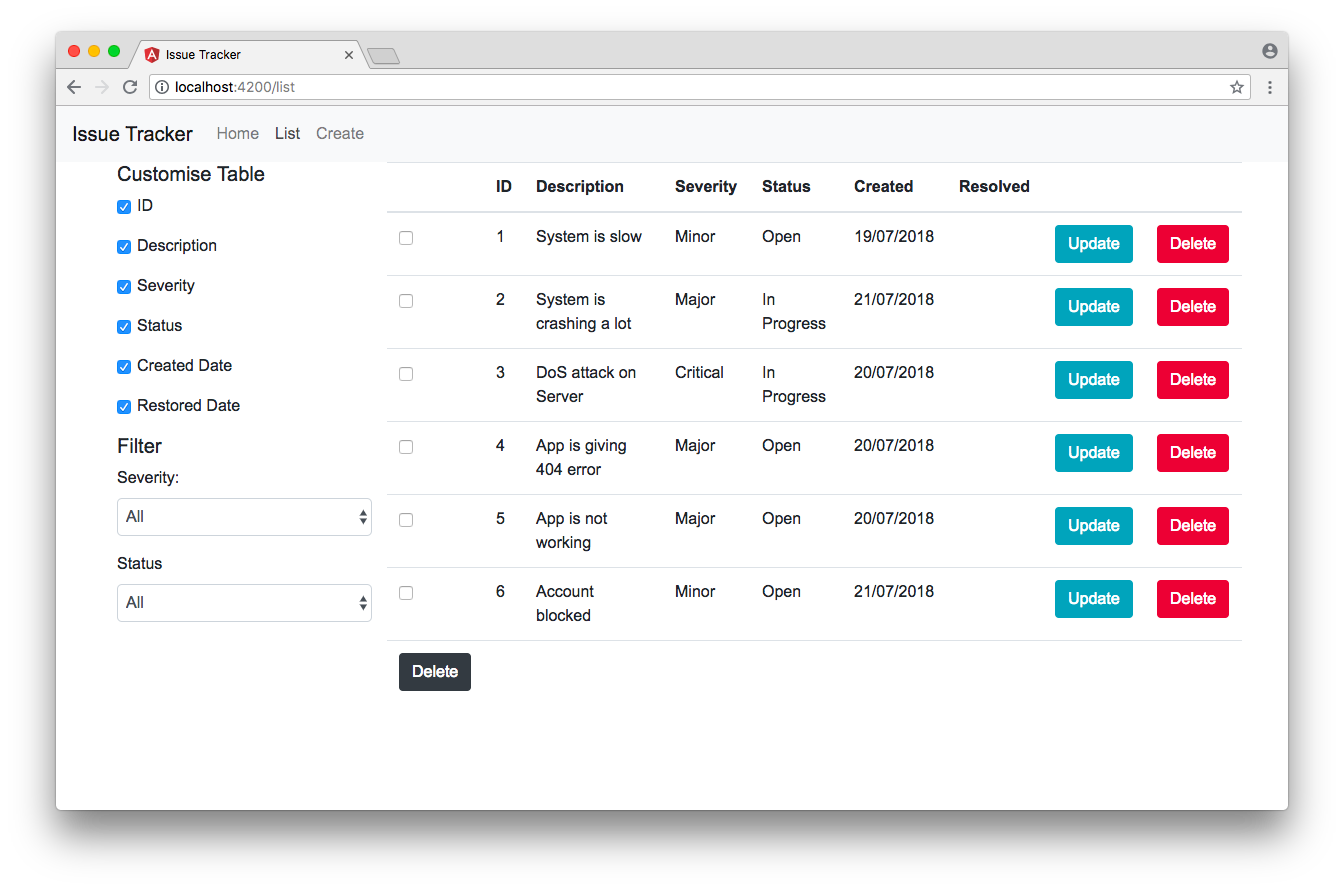 Issue Tracker
localhost:4200/list
Issue Tracker Home List Create
Customise Table
ID
Description
Severity
Status
Created Date
Restored Date
Filter
Severity:
All
Status
All
ID Description Severity Status Created Resolved
1 System is slow Minor Open 19/07/2018 Update Delete
2 System is Major In 21/07/2018 Update Delete
crashing a lot Progress
3 DoS attack on Critical In 20/07/2018 Update Delete
Server Progress
4 App is giving Major Open 20/07/2018 Update Delete
404 error
5 App is not Major Open 20/07/2018 Update Delete
working
6 Account Minor Open 21/07/2018 Update Delete
blocked
Delete